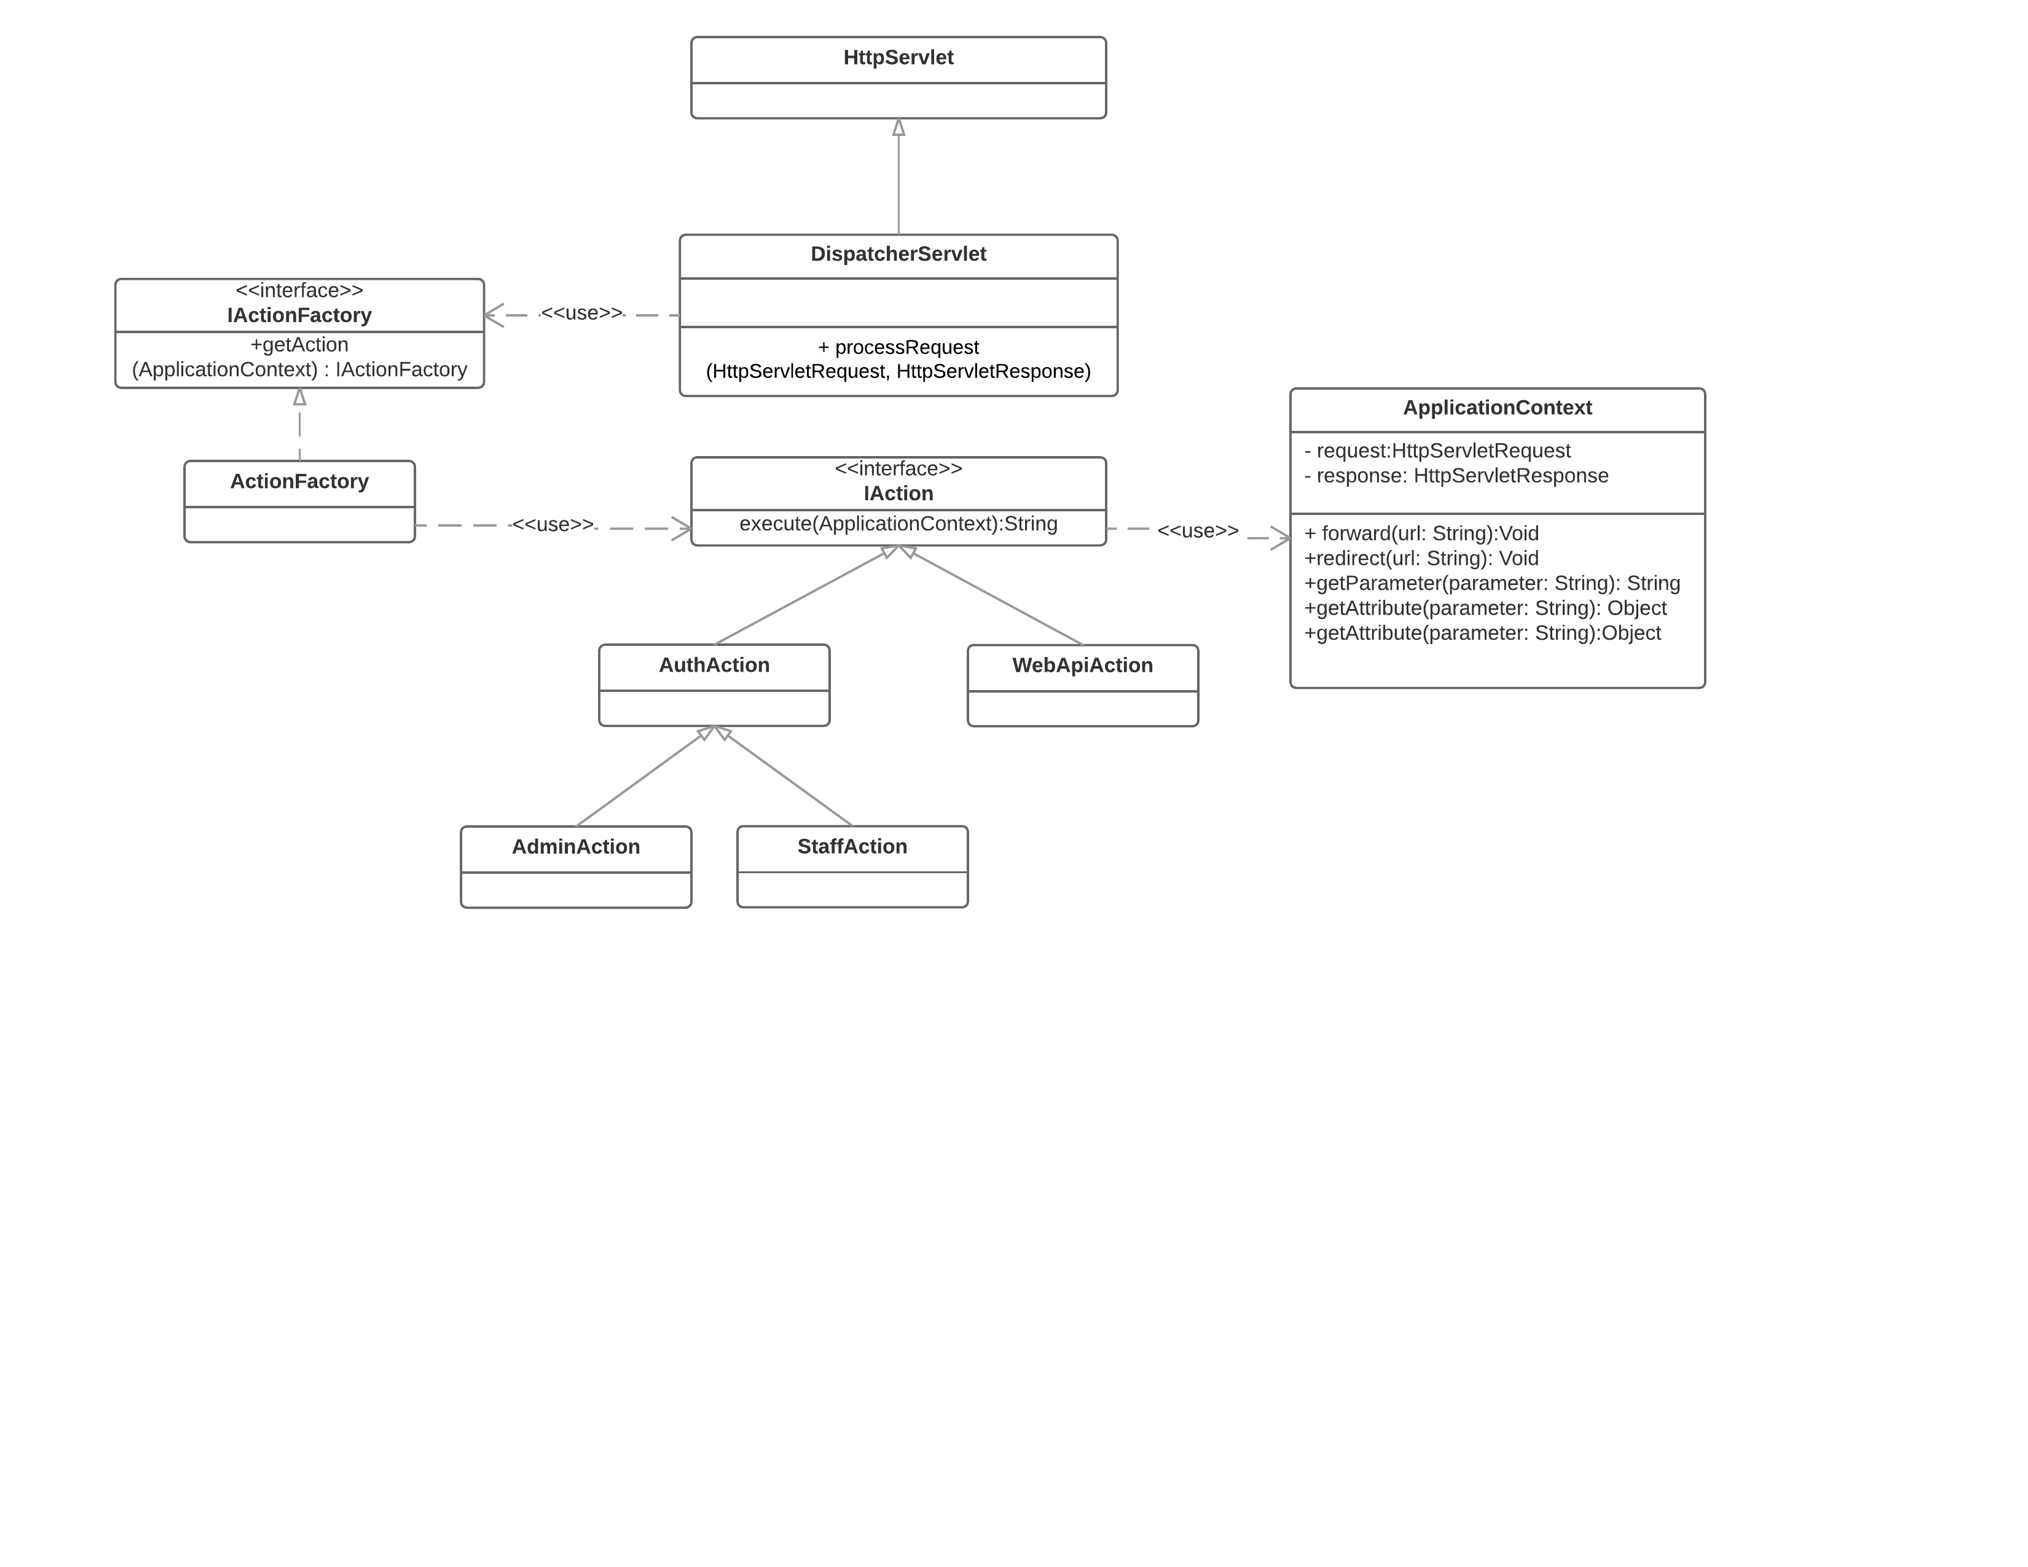 HttpServlet
DispatcherServlet
+ processRequest
(HttpServletRequest, HttpServletResponse)
<<interface>>
IActionFactory
+getAction
(ApplicationContext) : IActionFactory
<<use>>
ActionFactory
<<use>>
<<interface>>
IAction
execute(ApplicationContext):String
<<use>>
ApplicationContext
- request:HttpServletRequest
- response: HttpServletResponse
+ forward(url: String):Void
+redirect(url: String): Void
+getParameter(parameter: String): String
+getAttribute(parameter: String): Object
+getAttribute(parameter: String):Object
AuthAction
WebApiAction
AdminAction
StaffAction